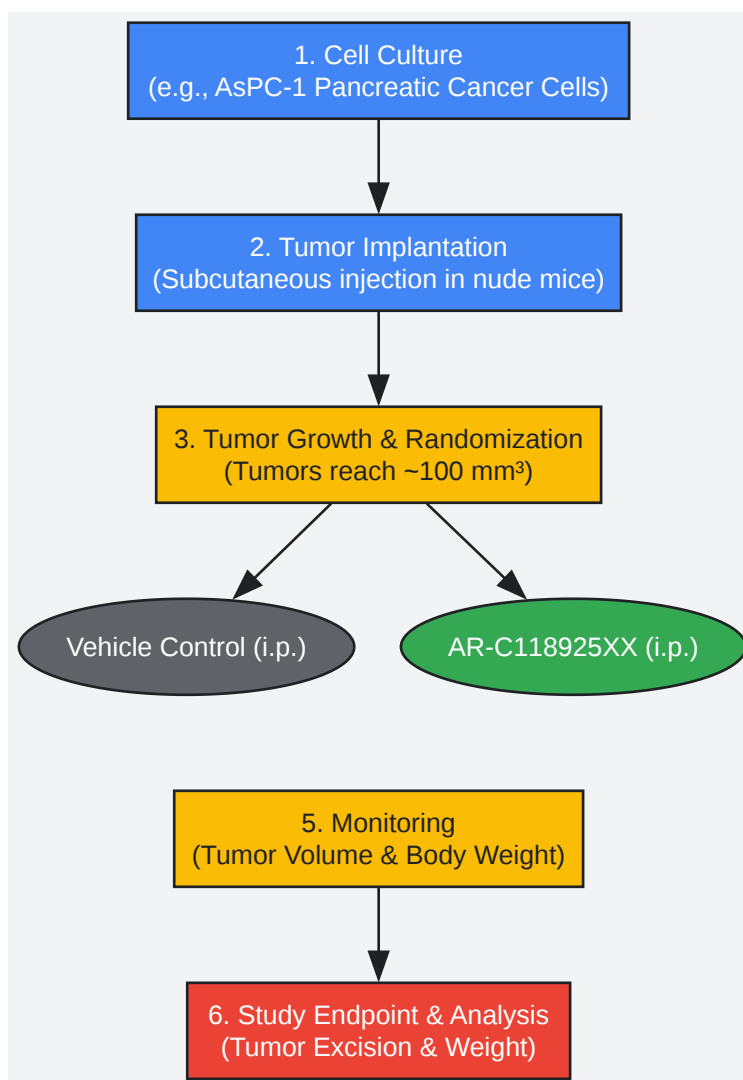 1. Cell Culture
(e.g., AsPC-1 Pancreatic Cancer Cells)
2. Tumor Implantation
(Subcutaneous injection in nude mice)
3. Tumor Growth & Randomization
(Tumors reach ~100 mm³)
Vehicle Control (i.p.)
AR-C118925XX (i.p.)
5. Monitoring
(Tumor Volume & Body Weight)
6. Study Endpoint & Analysis
(Tumor Excision & Weight)